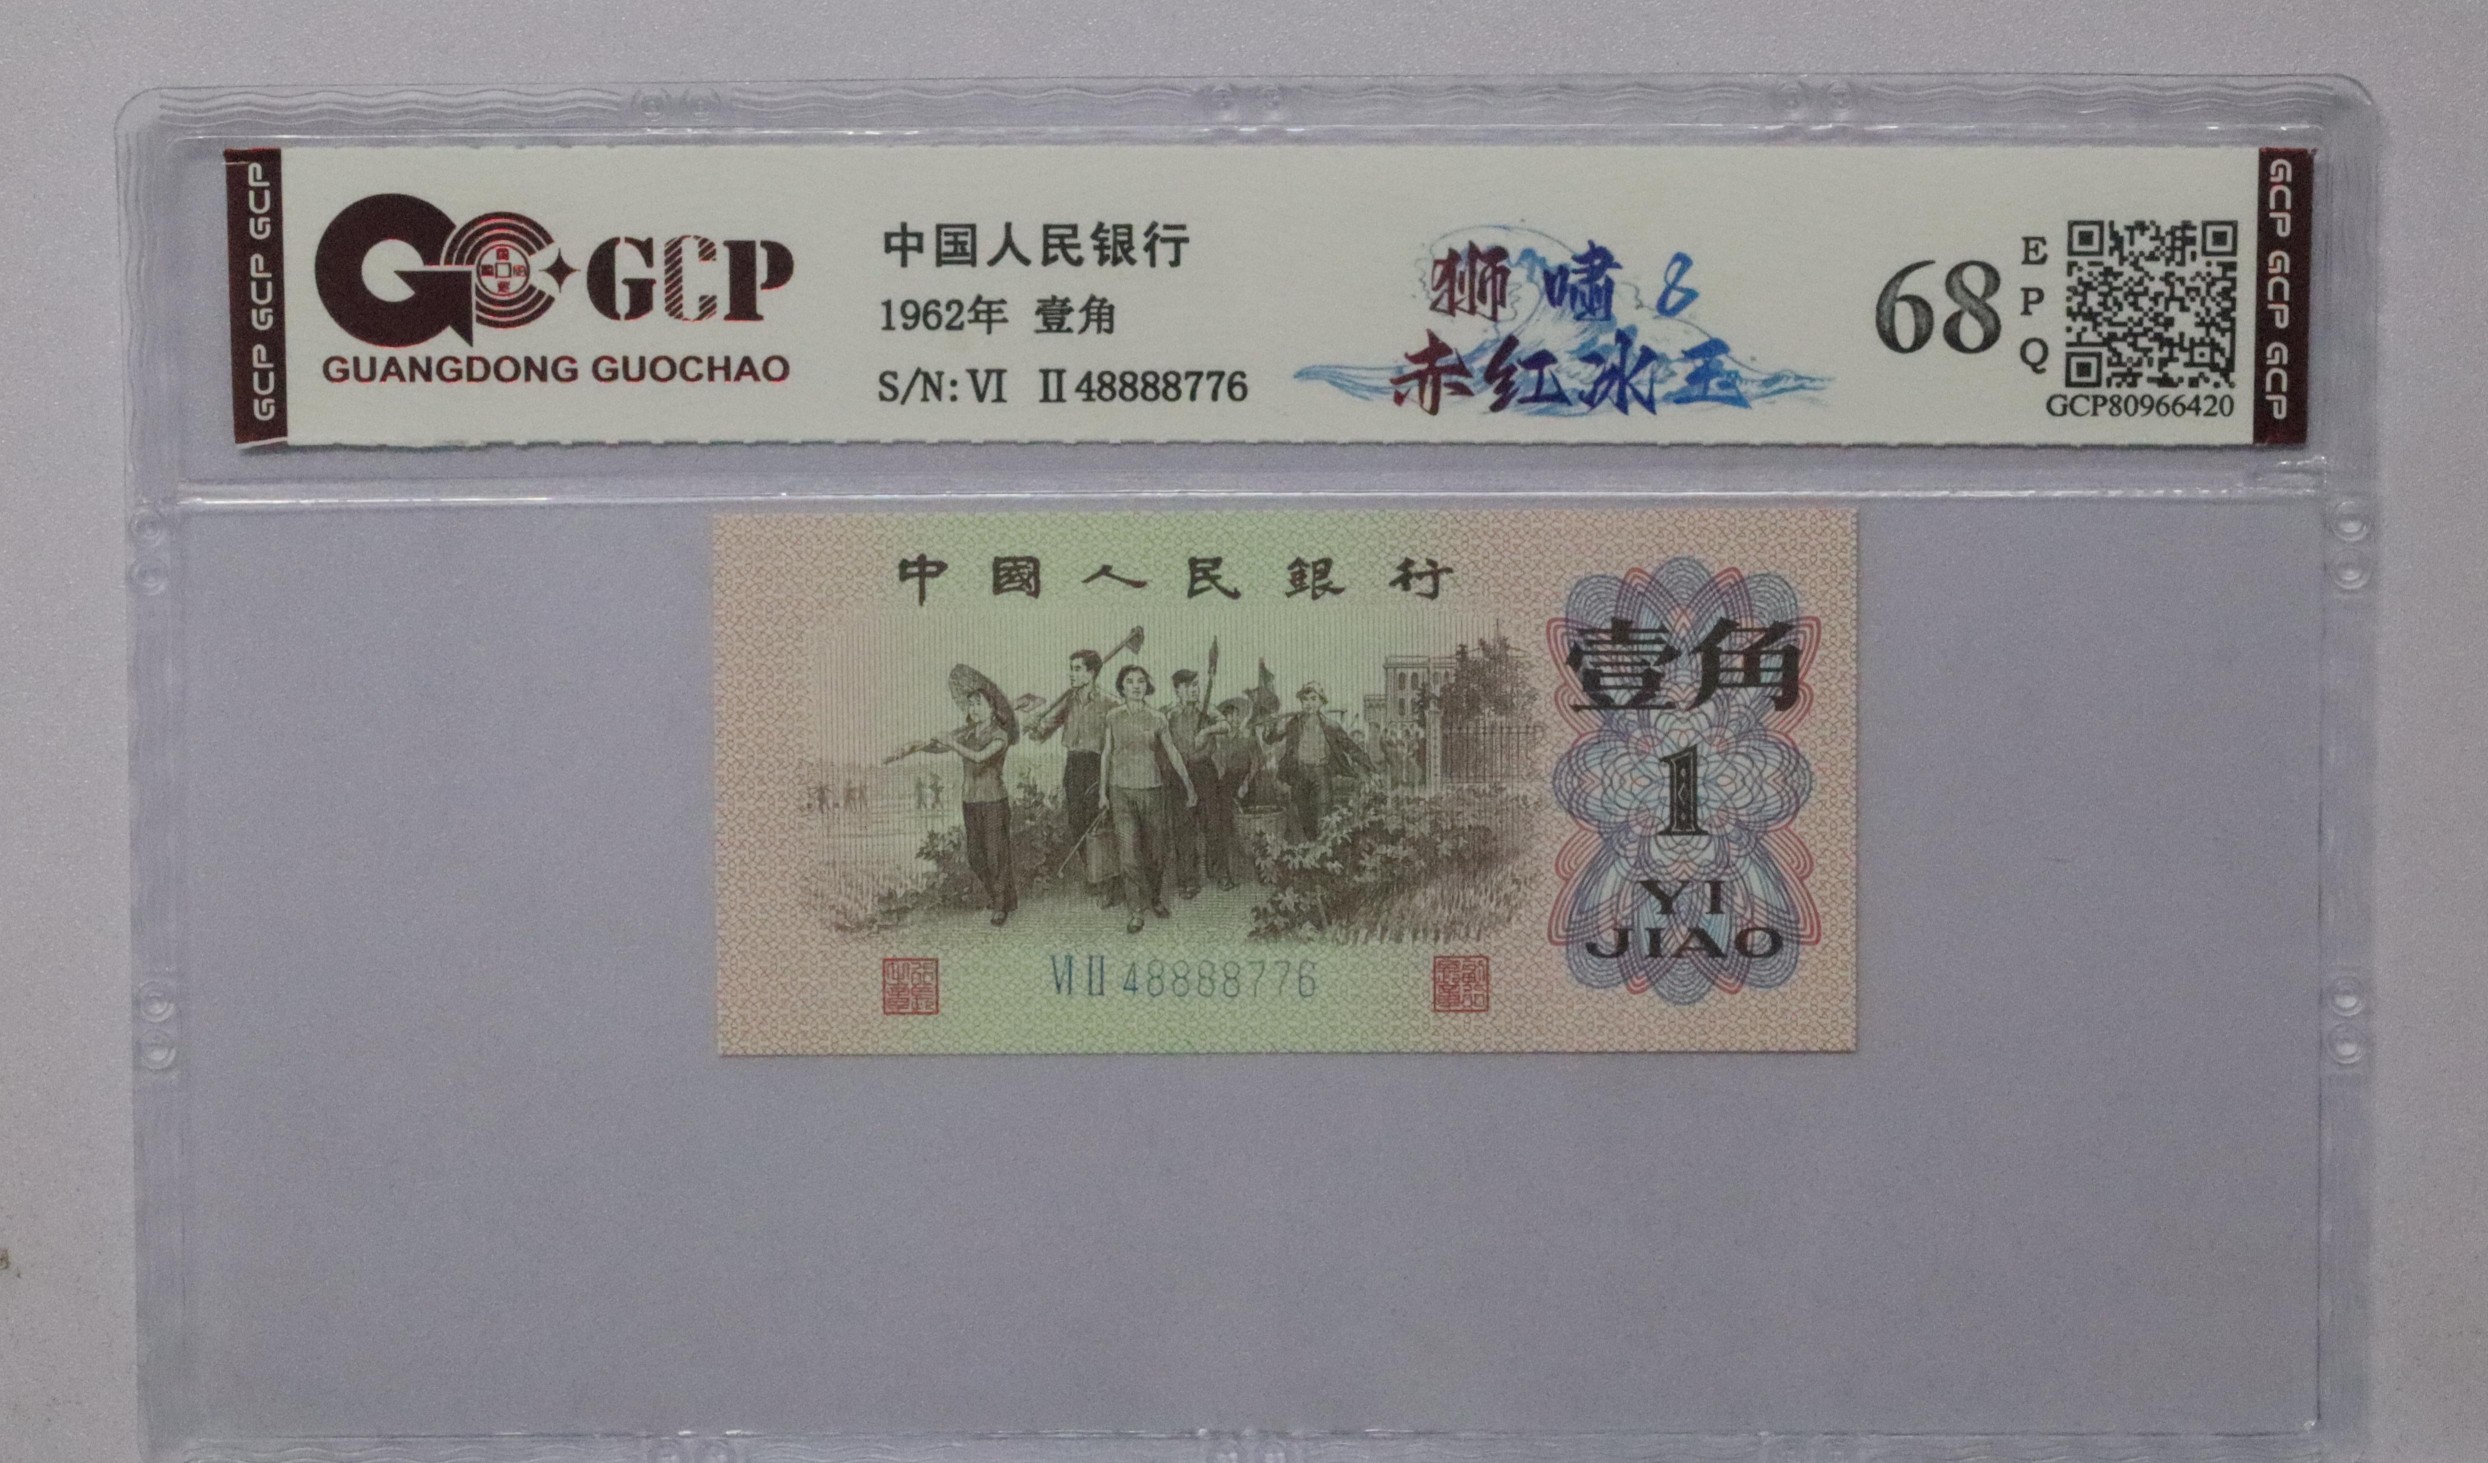 GCP GCP GCP
GCP
GUANGDONG GUOCHAO
中国人民银行
1962年 壹角
S/N: VI II 48888776
狮啸8
赤红冰玉
68
EPQ
GCP80966420
GCP GCP GCP
中國人民銀行
壹角
1
YI
JIAO
VI II 48888776